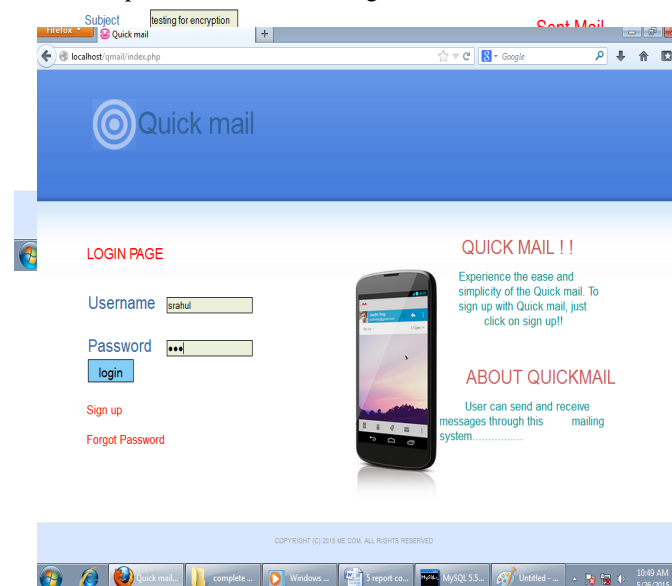 Subject testing for encryption
Sent Mail
Firefox
Quick mail
+
localhost/qmail/index.php
Google
Quick mail
LOGIN PAGE
Username srahul
Password
login
Sign up
Forgot Password
QUICK MAIL ! !
Experience the ease and
simplicity of the Quick mail. To
sign up with Quick mail, just
click on sign up!!
ABOUT QUICKMAIL
User can send and receive
messages through this mailing
system................
COPYRIGHT (C) 2015 ME.COM. ALL RIGHTS RESERVED
Quick mail...
complete ...
Windows ...
5 report co...
MySQL 5.5...
Untitled - ...
10:49 AM
5/26/2015